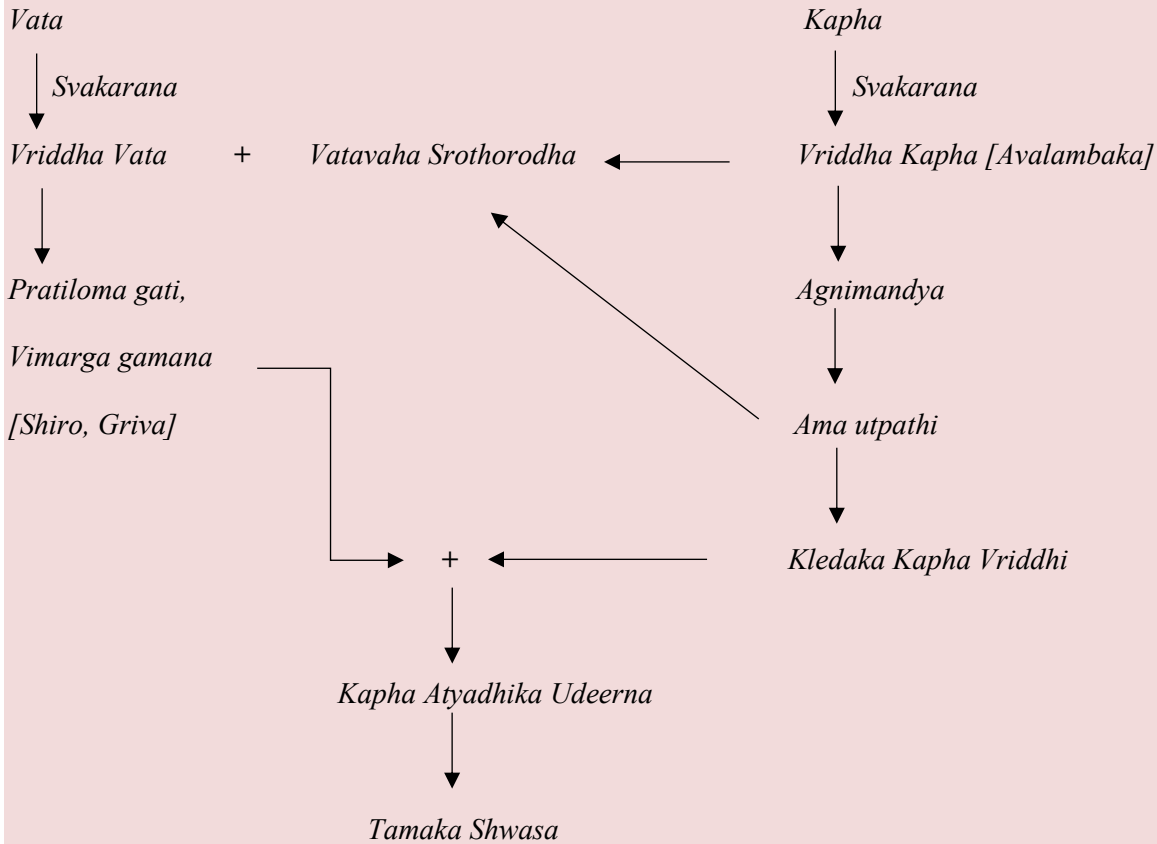 Vata Kapha
Svakarana Svakarana
Vriddha Vata + Vatavaha Srothorodha Vriddha Kapha [Avalambaka]
Pratiloma gati, Agnimandya
Vimarga gamana
[Shiro, Griva] Ama utpathi
+ Kledaka Kapha Vriddhi
Kapha Atyadhika Udeerna
Tamaka Shwasa